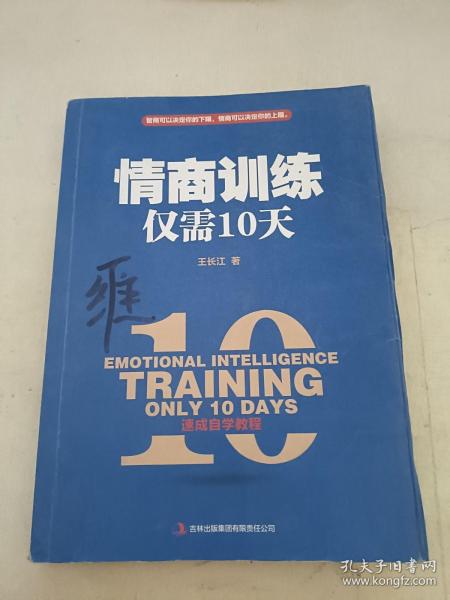 智商可以决定你的下限，情商可以决定你的上限。
情商训练
仅需10天
王长江 著
维
10
EMOTIONAL INTELLIGENCE
TRAINING
ONLY 10 DAYS
速成自学教程
吉林出版集团有限责任公司
孔夫子旧书网
www.kongfz.com